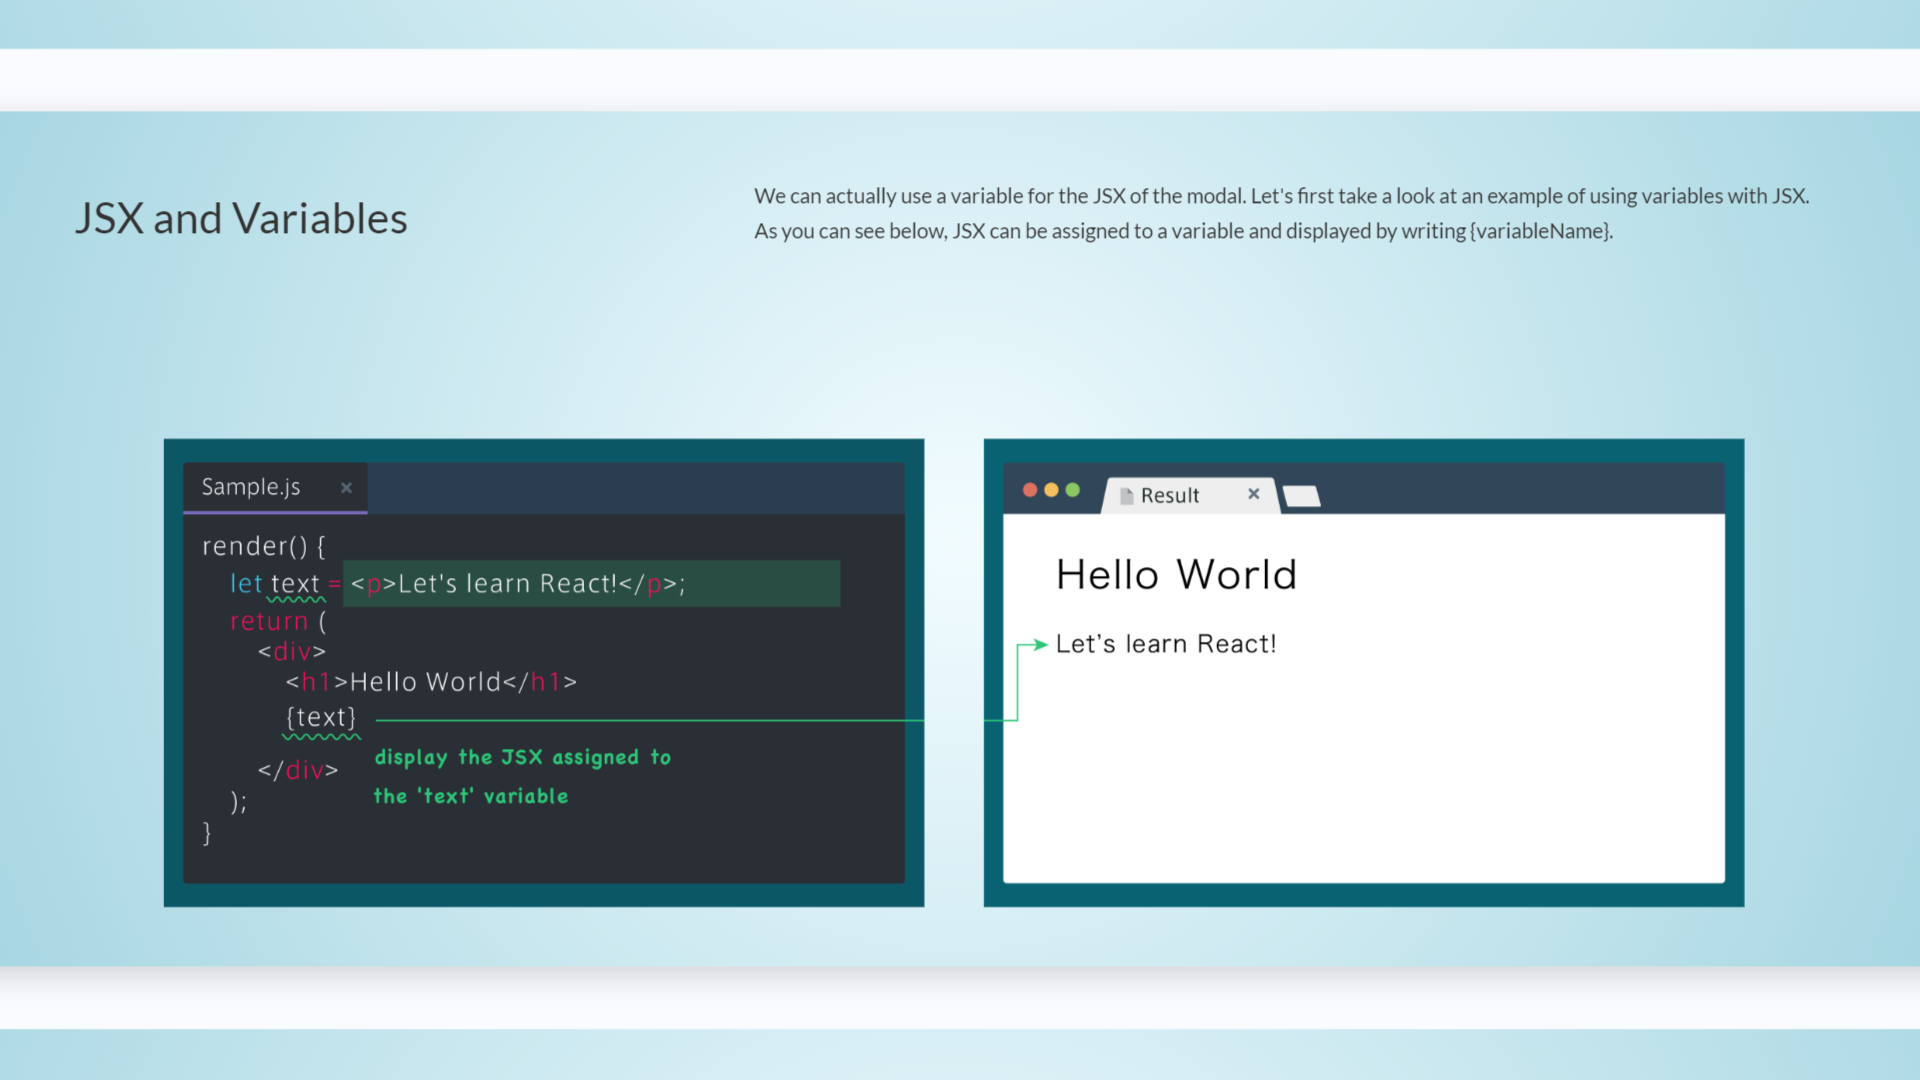 JSX and Variables
We can actually use a variable for the JSX of the modal. Let's first take a look at an example of using variables with JSX.
As you can see below, JSX can be assigned to a variable and displayed by writing {variableName}.
Sample.js ×
render() {
let text = <p>Let's learn React!</p>;
return (
<div>
<h1>Hello World</h1>
{text}
display the JSX assigned to
the 'text' variable
</div>
);
}
Result ×
Hello World
Let’s learn React!